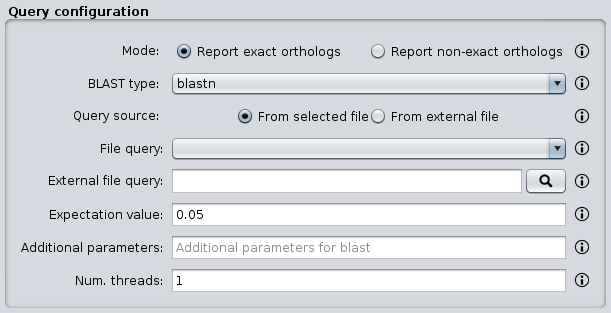 Query configuration
Mode: Report exact orthologs Report non-exact orthologs
BLAST type: blastn
Query source: From selected file From external file
File query:
External file query:
Expectation value: 0.05
Additional parameters: Additional parameters for blast
Num. threads: 1